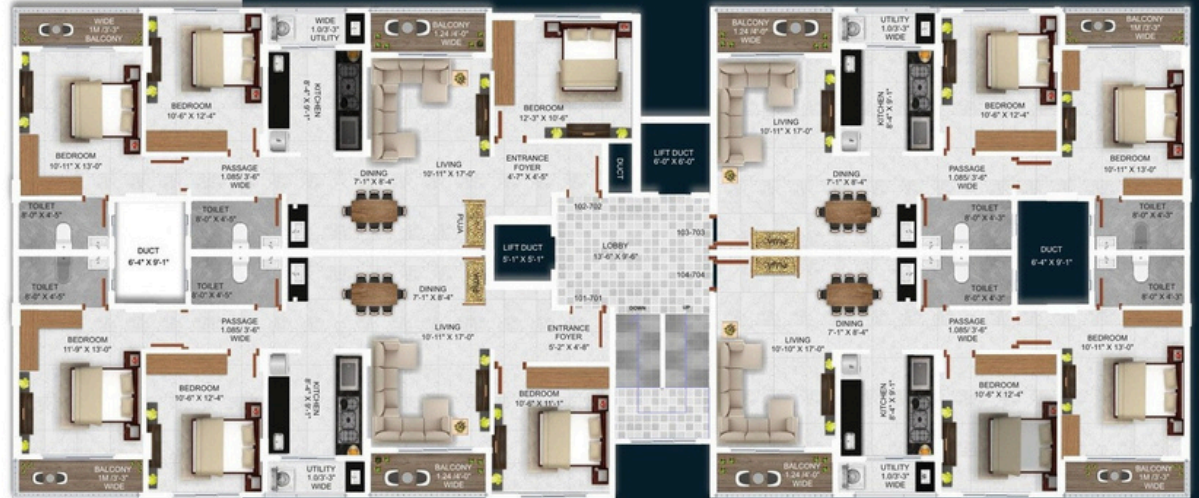 WIDE
1.0/3'-3"
UTILITY
BALCONY
1.24 /4'-0"
WIDE
BALCONY
1.24 /4'-0"
WIDE
UTILITY
1.0/3'-3"
WIDE
BALCONY
1M /3'-3"
WIDE
WIDE
1M /3'-3"
BALCONY
BEDROOM
10'-6" X 12'-4"
KITCHEN
8'-4" X 9'-1"
BEDROOM
12'-3" X 10'-6"
LIVING
10'-11" X 17'-0"
KITCHEN
8'-4" X 9'-1"
BEDROOM
10'-6" X 12'-4"
BEDROOM
10'-11" X 13'-0"
PASSAGE
1.085/ 3'-6"
WIDE
DINING
7'-1" X 8'-4"
LIVING
10'-11" X 17'-0"
ENTRANCE
FOYER
4'-7" X 4'-5"
DUCT
LIFT DUCT
6'-0" X 6'-0"
DINING
7'-1" X 8'-4"
PASSAGE
1.085/ 3'-6"
WIDE
BEDROOM
10'-11" X 13'-0"
TOILET
8'-0" X 4'-5"
TOILET
8'-0" X 4'-5"
PUJA
102-702
103-703
PUJA
TOILET
8'-0" X 4'-3"
TOILET
8'-0" X 4'-3"
DUCT
6'-4" X 9'-1"
LIFT DUCT
5'-1" X 5'-1"
LOBBY
13'-6" X 9'-6"
DUCT
6'-4" X 9'-1"
TOILET
8'-0" X 4'-5"
TOILET
8'-0" X 4'-5"
DINING
7'-1" X 8'-4"
PUJA
101-701
104-704
PUJA
TOILET
8'-0" X 4'-3"
TOILET
8'-0" X 4'-3"
PASSAGE
1.085/ 3'-6"
WIDE
LIVING
10'-11" X 17'-0"
ENTRANCE
FOYER
5'-2" X 4'-8"
DOWN
UP
DINING
7'-1" X 8'-4"
PASSAGE
1.085/ 3'-6"
WIDE
BEDROOM
11'-9" X 13'-0"
LIVING
10'-10" X 17'-0"
BEDROOM
10'-11" X 13'-0"
BEDROOM
10'-6" X 12'-4"
KITCHEN
8'-4" X 9'-1"
BEDROOM
10'-6" X 11'-1"
KITCHEN
8'-4" X 9'-1"
BEDROOM
10'-6" X 12'-4"
BALCONY
1M /3'-3"
WIDE
UTILITY
1.0/3'-3"
WIDE
BALCONY
1.24 /4'-0"
WIDE
BALCONY
1.24 /4'-0"
WIDE
UTILITY
1.0/3'-3"
WIDE
BALCONY
1M /3'-3"
WIDE